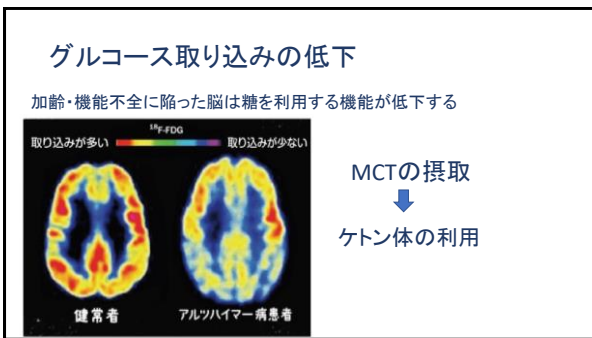 グルコース取り込みの低下
加齢・機能不全に陥った脳は糖を利用する機能が低下する
¹⁸F-FDG
取り込みが多い 取り込みが少ない
健常者 アルツハイマー病患者
MCTの摂取
ケトン体の利用